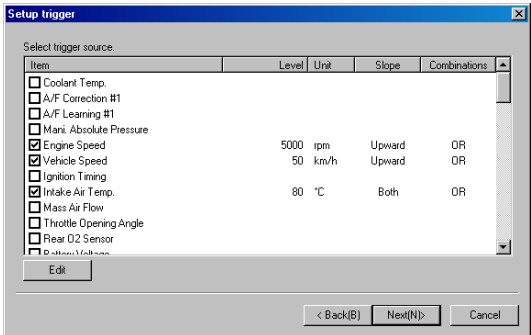 Setup trigger
Select trigger source.
Item Level Unit Slope Combinations
Coolant Temp.
A/F Correction #1
A/F Learning #1
Mani. Absolute Pressure
Engine Speed 5000 rpm Upward OR
Vehicle Speed 50 km/h Upward OR
Ignition Timing
Intake Air Temp. 80 °C Both OR
Mass Air Flow
Throttle Opening Angle
Rear O2 Sensor
Battery Voltage
Edit
< Back(B) Next(N)> Cancel